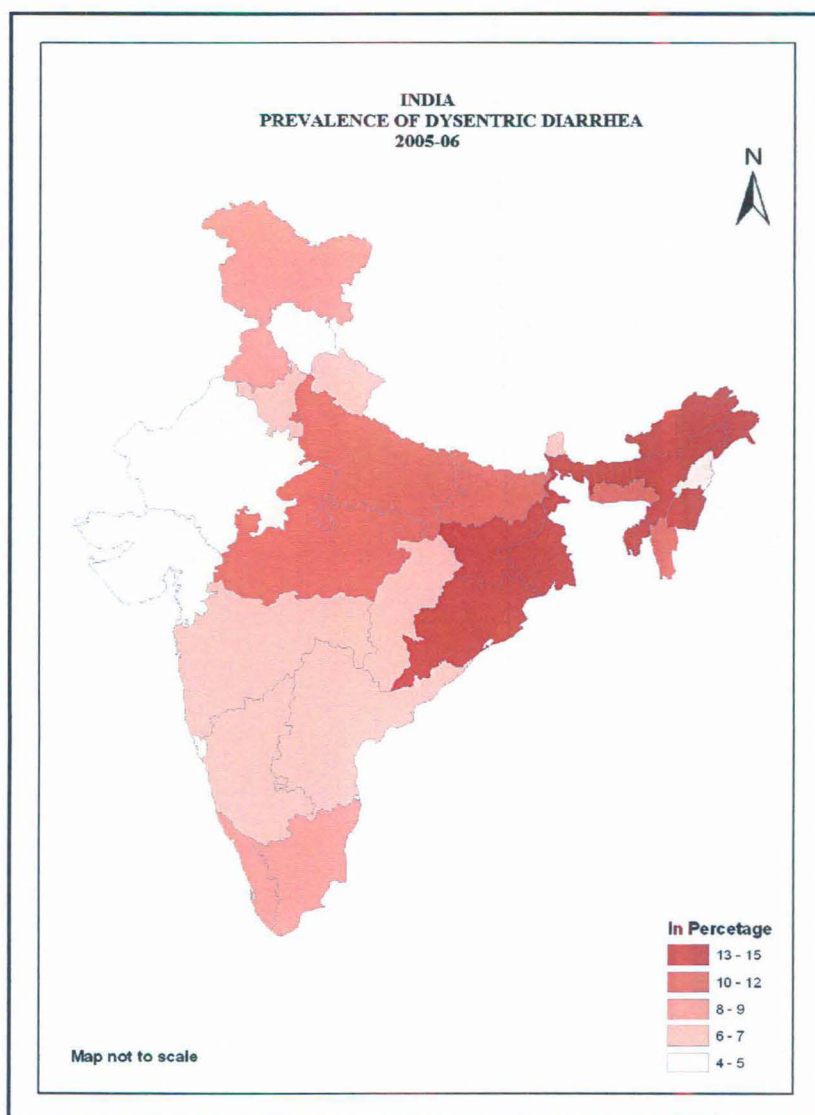 INDIA
PREVALENCE OF DYSENTRIC DIARRHEA
2005-06
N
In Percetage
13 - 15
10 - 12
8 - 9
6 - 7
4 - 5
Map not to scale